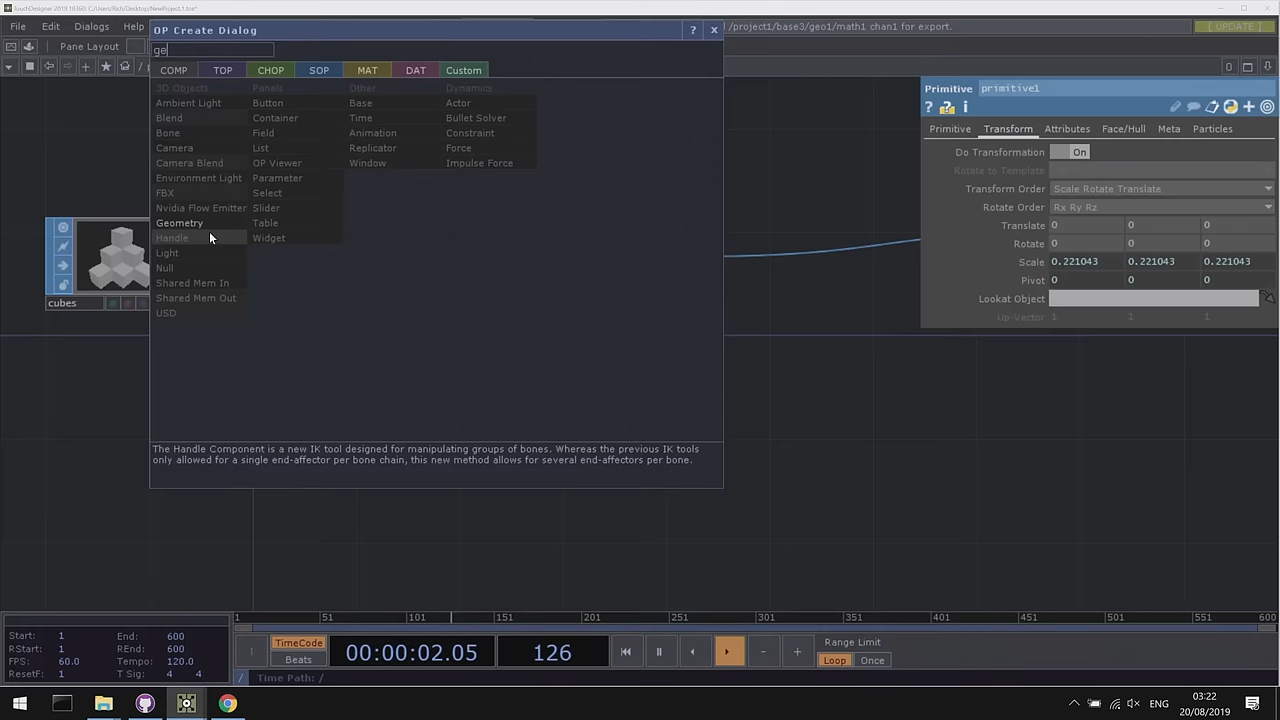 TouchDesigner 2019.18360: C:/Users/Rich/Desktop/NewProject.1.toe*
File Edit Dialogs Help
/project1/base3/geo1/math1 chan1 for export.
[ UPDATE ]
Pane Layout
OP Create Dialog
? x
ge
COMP TOP CHOP SOP MAT DAT Custom
3D Objects Panels Other Dynamics
Ambient Light Button Base Actor
Blend Container Time Bullet Solver
Bone Field Animation Constraint
Camera List Replicator Force
Camera Blend OP Viewer Window Impulse Force
Environment Light Parameter
FBX Select
Nvidia Flow Emitter Slider
Geometry Table
Handle Widget
Light
Null
Shared Mem In
Shared Mem Out
USD
The Handle Component is a new IK tool designed for manipulating groups of bones. Whereas the previous IK tools
only allowed for a single end-affector per bone chain, this new method allows for several end-affectors per bone.
cubes
0
Primitive primitive1
? ? i
Primitive Transform Attributes Face/Hull Meta Particles
Do Transformation On
Rotate to Template
Transform Order Scale Rotate Translate
Rotate Order Rx Ry Rz
Translate 0 0 0
Rotate 0 0 0
Scale 0.221043 0.221043 0.221043
Pivot 0 0 0
Lookat Object
Up-Vector 1 1 1
1 51 101 151 201 251 301 351 401 451 501 551 600
Start: 1 End: 600
RStart: 1 REnd: 600
FPS: 60.0 Tempo: 120.0
ResetF: 1 T Sig: 4 4
TimeCode
Beats
00:00:02.05
126
Range Limit
Loop Once
/ Time Path: /
ENG
03:22
20/08/2019